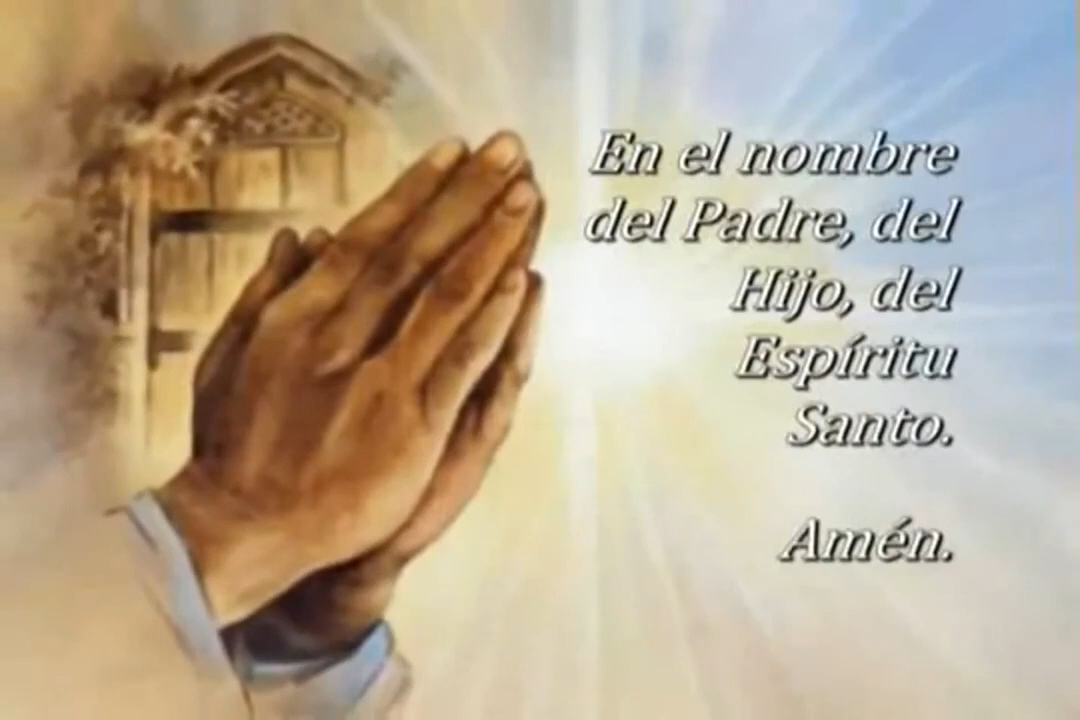 En el nombre
del Padre, del
Hijo, del
Espíritu
Santo.
Amén.